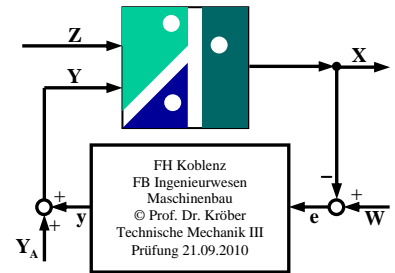 Z
X
Y
FH Koblenz
FB Ingenieurwesen
Maschinenbau
© Prof. Dr. Kröber
Technische Mechanik III
Prüfung 21.09.2010
−
+
+
+
y
e
W
Y_A